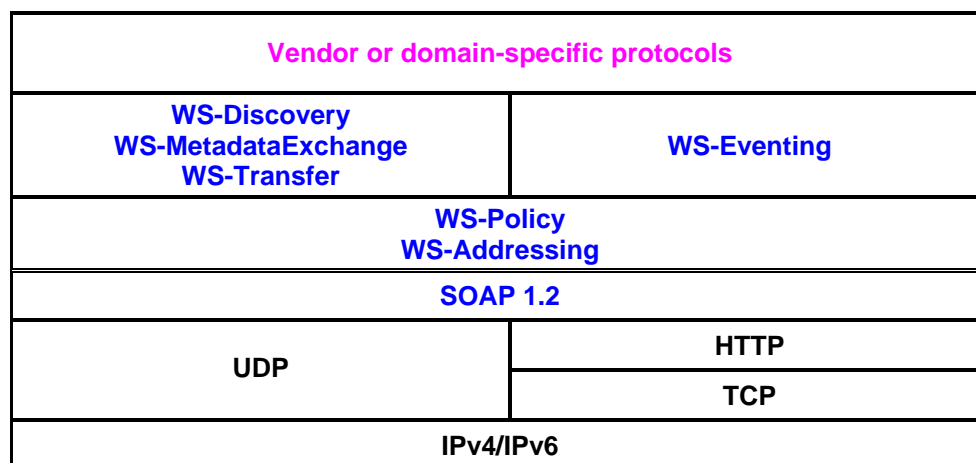 Vendor or domain-specific protocols
WS-Discovery
WS-MetadataExchange
WS-Transfer
WS-Eventing
WS-Policy
WS-Addressing
SOAP 1.2
UDP
HTTP
TCP
IPv4/IPv6